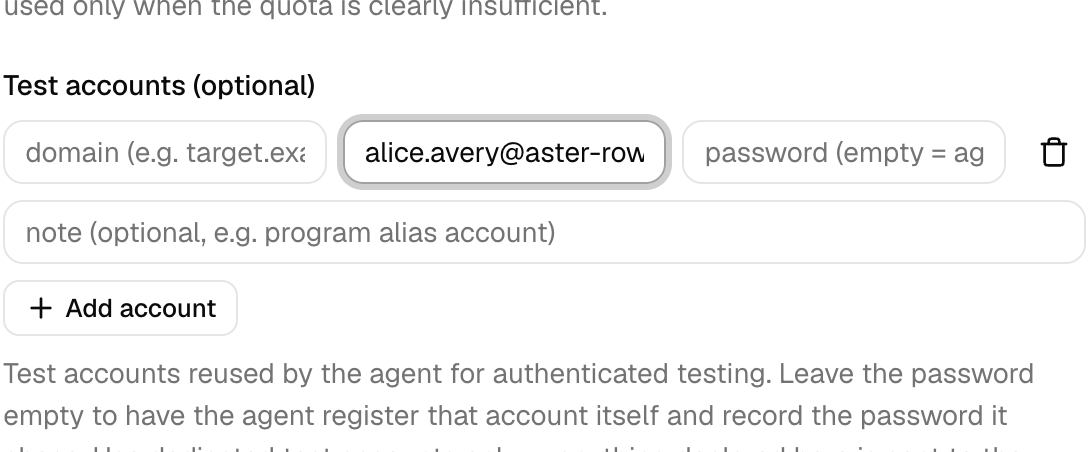 used only when the quota is clearly insufficient.
Test accounts (optional)
domain (e.g. target.exa
alice.avery@aster-row
password (empty = ag
note (optional, e.g. program alias account)
+ Add account
Test accounts reused by the agent for authenticated testing. Leave the password
empty to have the agent register that account itself and record the password it